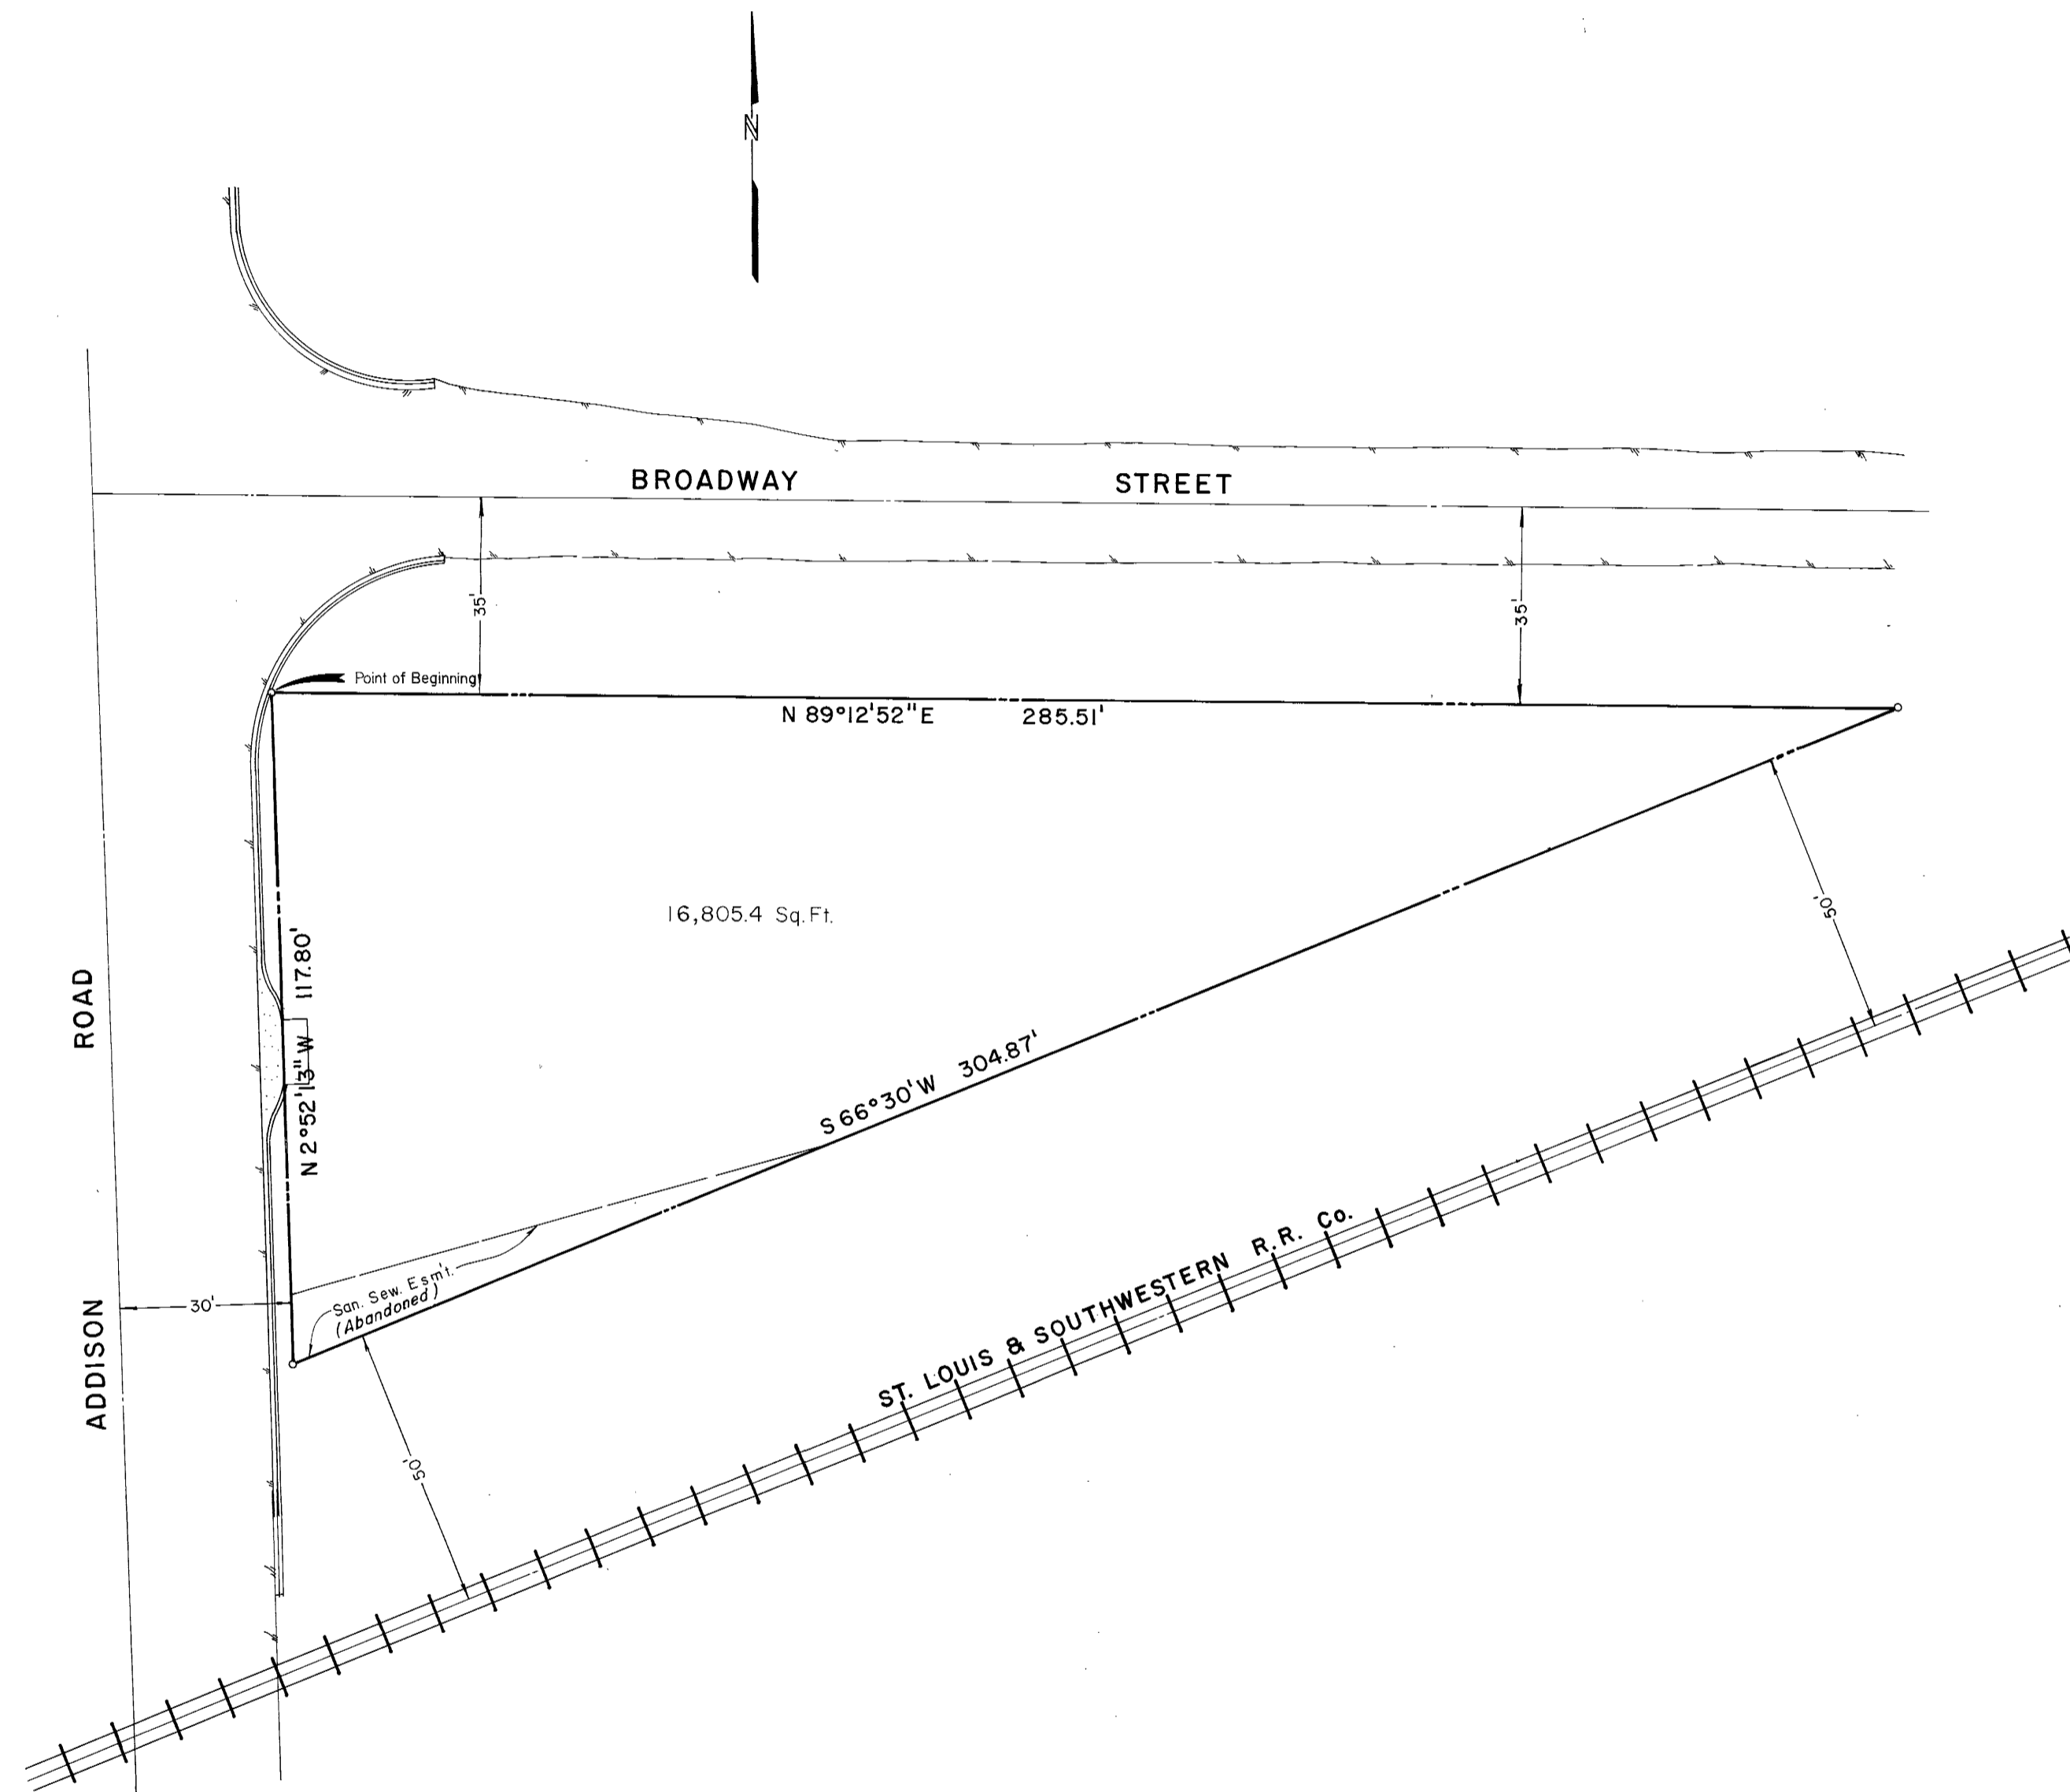 N
BROADWAY STREET
35'
35'
Point of Beginning
N 89°12'52"E 285.51'
16,805.4 Sq.Ft.
50'
ROAD
N 2°52'13" W 117.80'
S 66°30'W 304.87'
ADDISON
30'
San. Sew. Esm't.
(Abandoned)
50'
ST. LOUIS & SOUTHWESTERN R.R. Co.